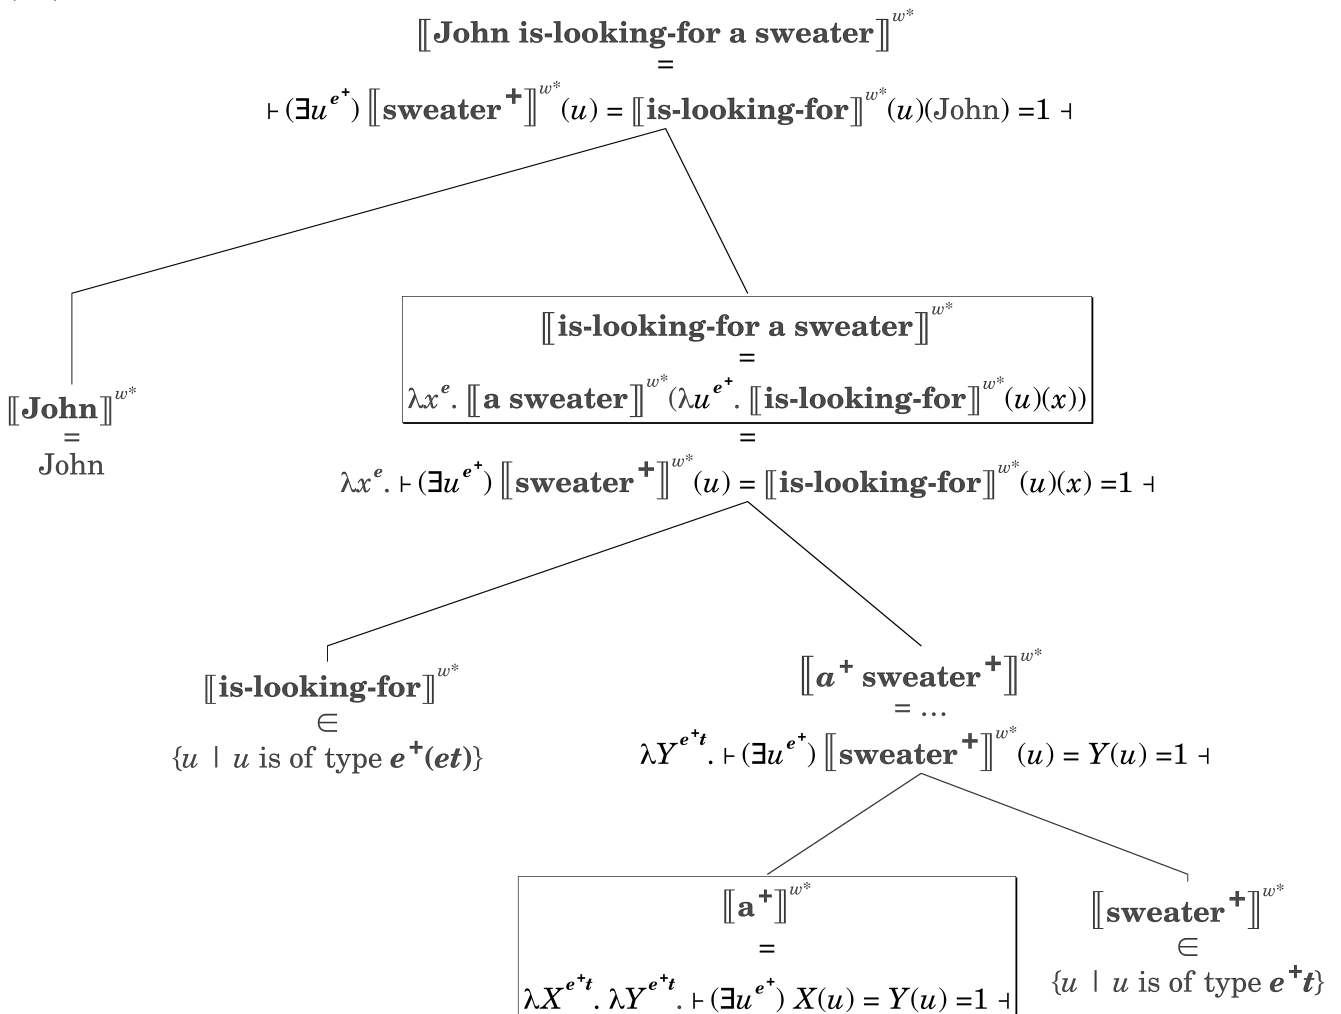 ⟦John is-looking-for a sweater⟧^w*
=
⊢ (∃u^e⁺) ⟦sweater⁺⟧^w* (u) = ⟦is-looking-for⟧^w* (u)(John) =1 ⊣
⟦is-looking-for a sweater⟧^w*
=
λx^e. ⟦a sweater⟧^w* (λu^e⁺. ⟦is-looking-for⟧^w* (u)(x))
=
λx^e. ⊢ (∃u^e⁺) ⟦sweater⁺⟧^w* (u) = ⟦is-looking-for⟧^w* (u)(x) =1 ⊣
⟦John⟧^w*
=
John
⟦is-looking-for⟧^w*
∈
{u | u is of type e⁺(et)}
⟦a⁺ sweater⁺⟧^w*
= …
λY^e⁺t. ⊢ (∃u^e⁺) ⟦sweater⁺⟧^w* (u) = Y(u) =1 ⊣
⟦a⁺⟧^w*
=
λX^e⁺t. λY^e⁺t. ⊢ (∃u^e⁺) X(u) = Y(u) =1 ⊣
⟦sweater⁺⟧^w*
∈
{u | u is of type e⁺t}